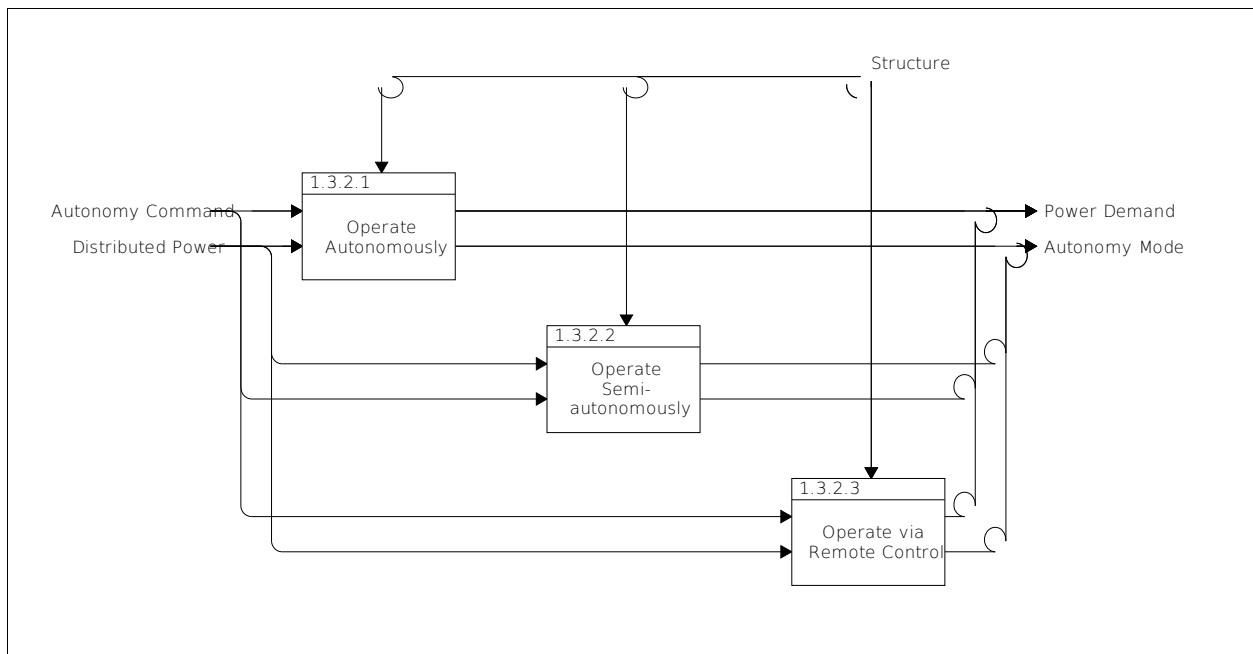 Structure
1.3.2.1
Autonomy Command
Operate
Autonomously
Power Demand
Distributed Power
Autonomy Mode
1.3.2.2
Operate
Semi-
autonomously
1.3.2.3
Operate via
Remote Control